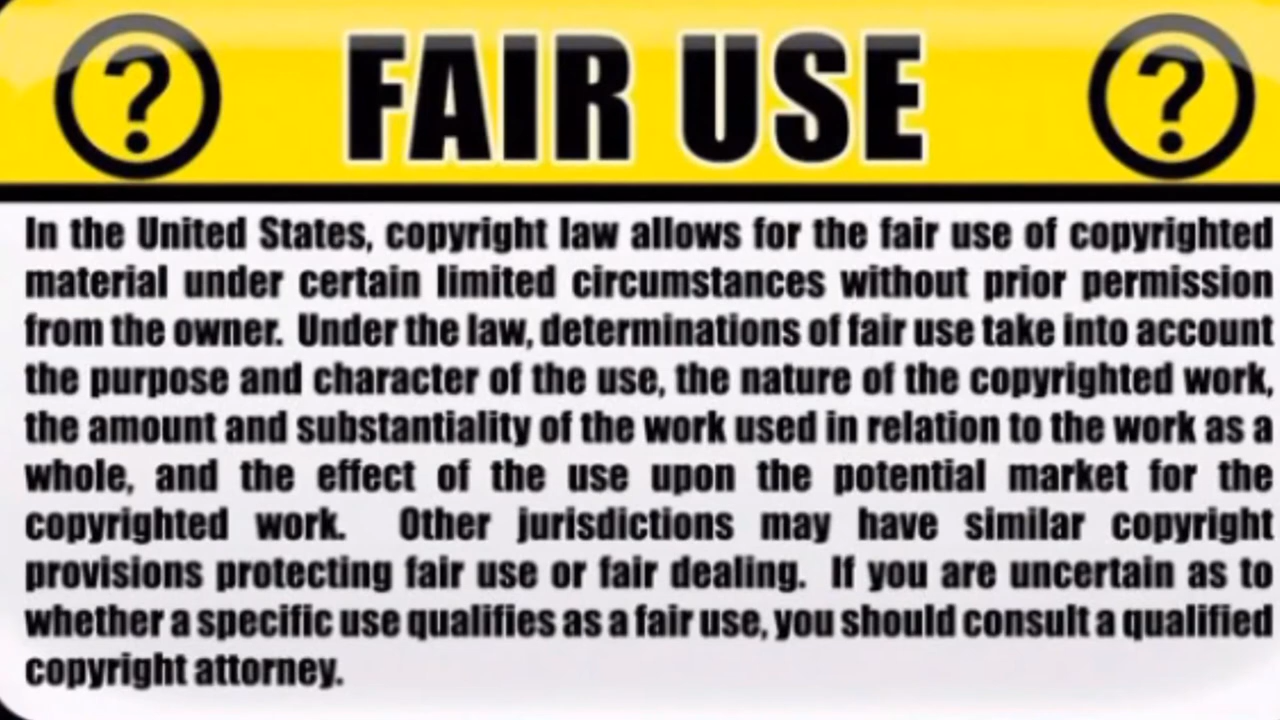 ? FAIR USE ?
In the United States, copyright law allows for the fair use of copyrighted
material under certain limited circumstances without prior permission
from the owner. Under the law, determinations of fair use take into account
the purpose and character of the use, the nature of the copyrighted work,
the amount and substantiality of the work used in relation to the work as a
whole, and the effect of the use upon the potential market for the
copyrighted work. Other jurisdictions may have similar copyright
provisions protecting fair use or fair dealing. If you are uncertain as to
whether a specific use qualifies as a fair use, you should consult a qualified
copyright attorney.